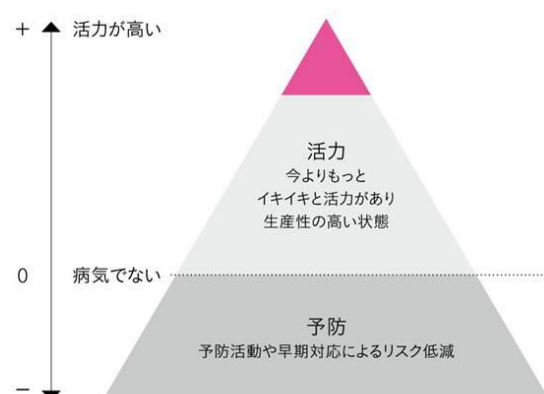 + 活力が高い
活力
今よりもっと
イキイキと活力があり
生産性の高い状態
0 病気でない
予防
予防活動や早期対応によるリスク低減
−